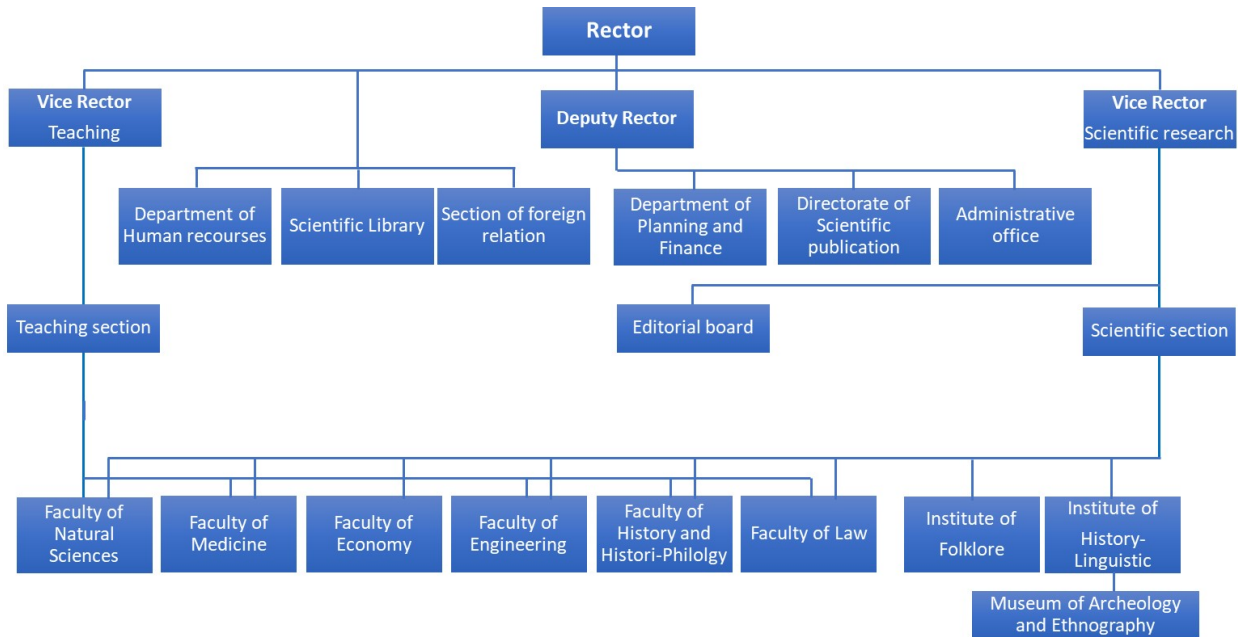 Rector
Vice Rector
Teaching
Deputy Rector
Vice Rector
Scientific research
Department of
Human recourses
Scientific Library
Section of foreign
relation
Department of
Planning and
Finance
Directorate of
Scientific
publication
Administrative
office
Teaching section
Editorial board
Scientific section
Faculty of
Natural
Sciences
Faculty of
Medicine
Faculty of
Economy
Faculty of
Engineering
Faculty of
History and
Histori-Philolgy
Faculty of Law
Institute of
Folklore
Institute of
History-
Linguistic
Museum of Archeology
and Ethnography